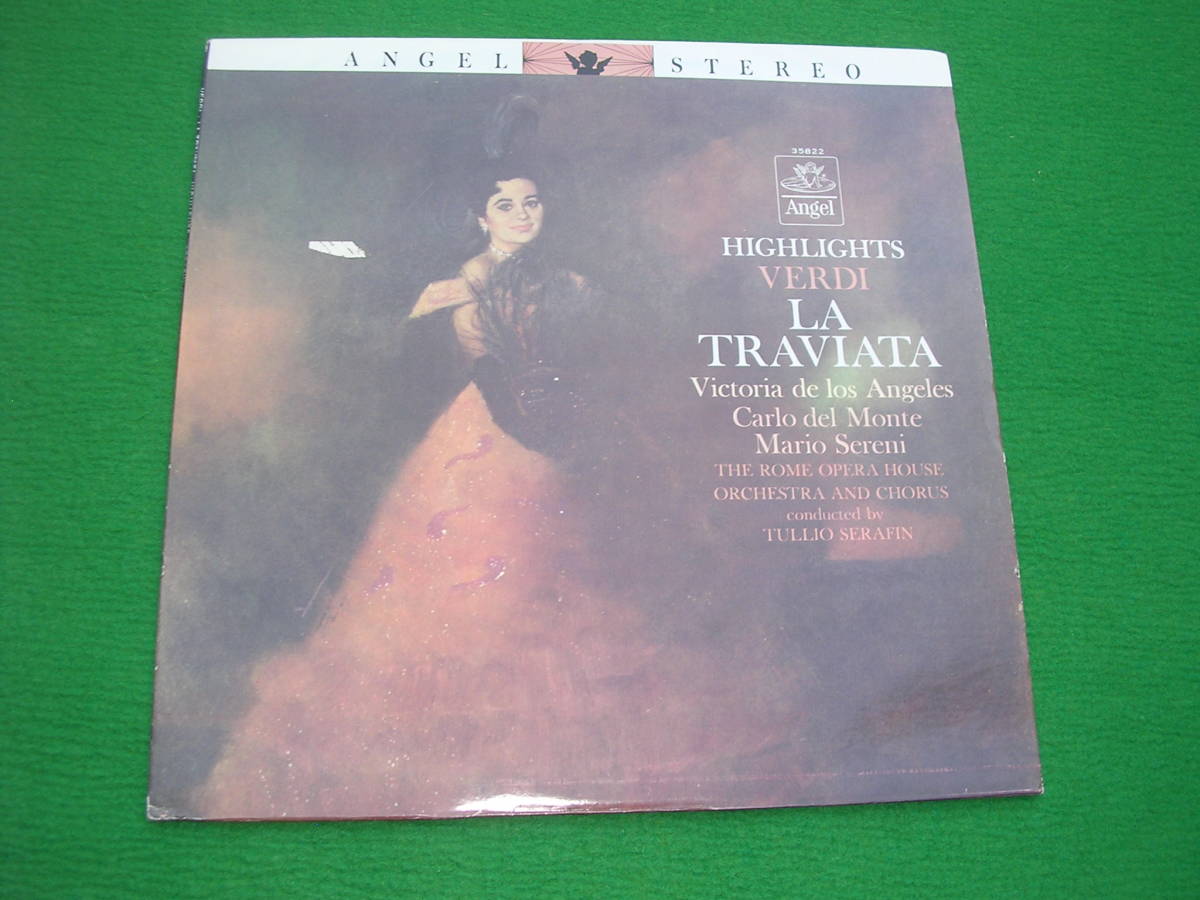 ANGEL STEREO
35822
Angel
HIGHLIGHTS
VERDI
LA
TRAVIATA
Victoria de los Angeles
Carlo del Monte
Mario Sereni
THE ROME OPERA HOUSE
ORCHESTRA AND CHORUS
conducted by
TULLIO SERAFIN